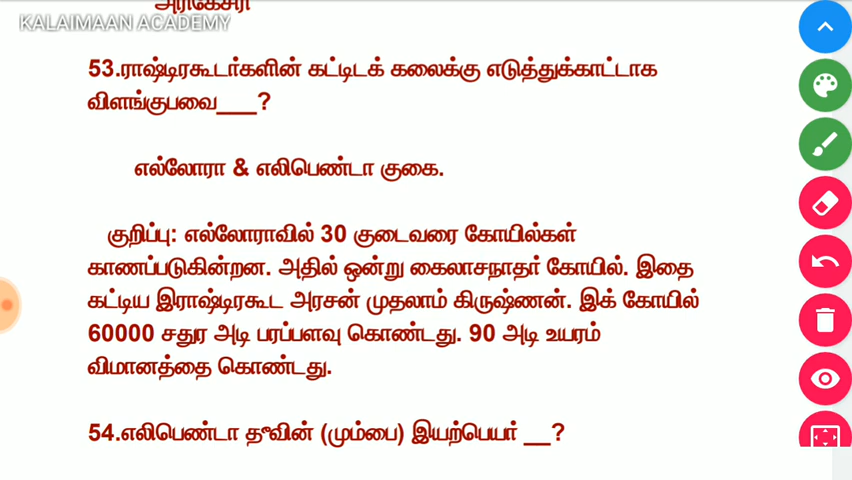 அரிகேசரி
KALAIMAAN ACADEMY
53.ராஷ்டிரகூடர்களின் கட்டிடக் கலைக்கு எடுத்துக்காட்டாக
விளங்குபவை___?
எல்லோரா & எலிபெண்டா குகை.
குறிப்பு: எல்லோராவில் 30 குடைவரை கோயில்கள்
காணப்படுகின்றன. அதில் ஒன்று கைலாசநாதர் கோயில். இதை
கட்டிய இராஷ்டிரகூட அரசன் முதலாம் கிருஷ்ணன். இக் கோயில்
60000 சதுர அடி பரப்பளவு கொண்டது. 90 அடி உயரம்
விமானத்தை கொண்டது.
54.எலிபெண்டா தீவின் (மும்பை) இயற்பெயர் __?